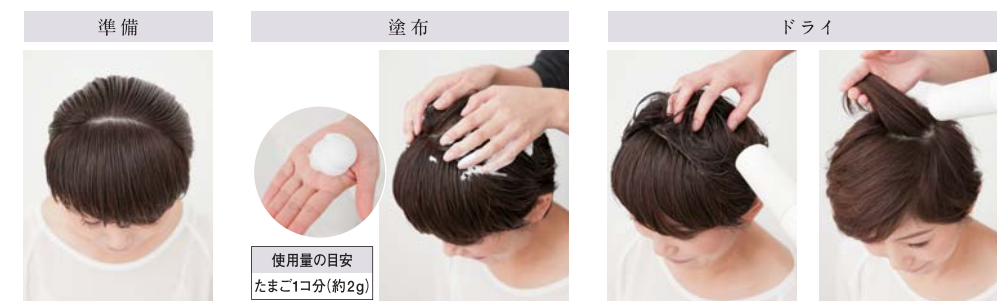 準備
塗布
ドライ
使用量の目安
たまご1コ分(約2g)